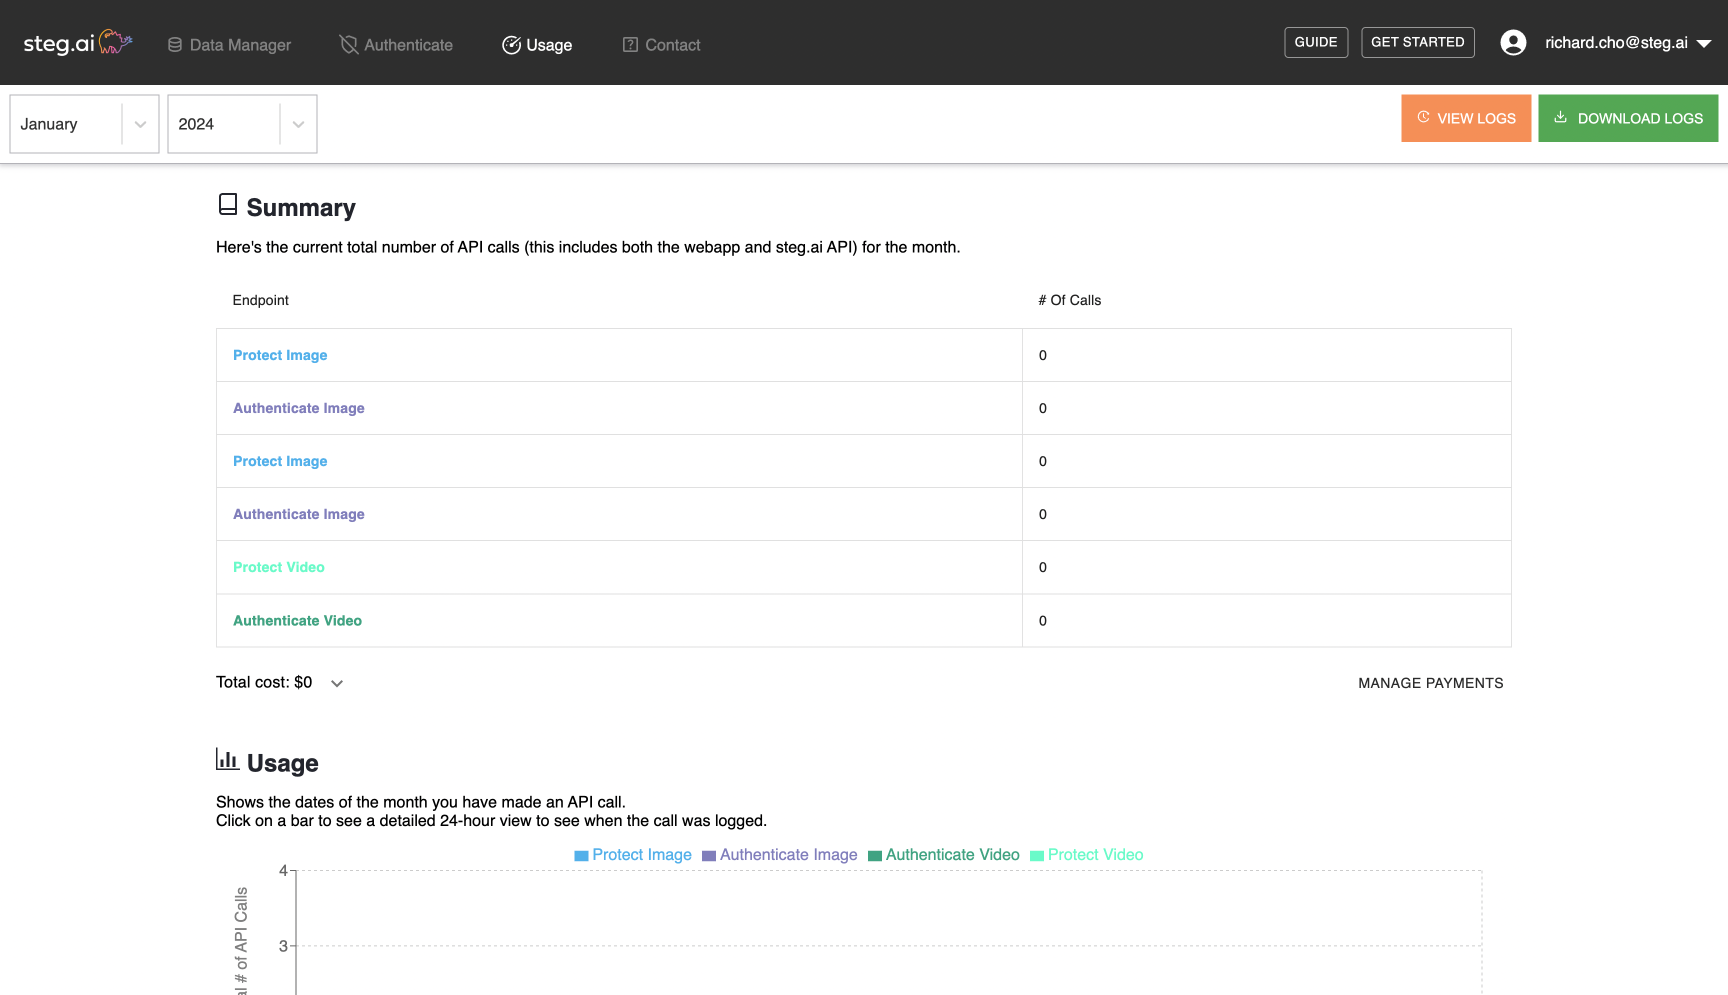 steg.ai Data Manager Authenticate Usage Contact GUIDE GET STARTED richard.cho@steg.ai
January 2024 VIEW LOGS DOWNLOAD LOGS
Summary
Here's the current total number of API calls (this includes both the webapp and steg.ai API) for the month.
Endpoint # Of Calls
Protect Image 0
Authenticate Image 0
Protect Image 0
Authenticate Image 0
Protect Video 0
Authenticate Video 0
Total cost: $0 MANAGE PAYMENTS
Usage
Shows the dates of the month you have made an API call.
Click on a bar to see a detailed 24-hour view to see when the call was logged.
Protect Image Authenticate Image Authenticate Video Protect Video
4
3
# of API Calls